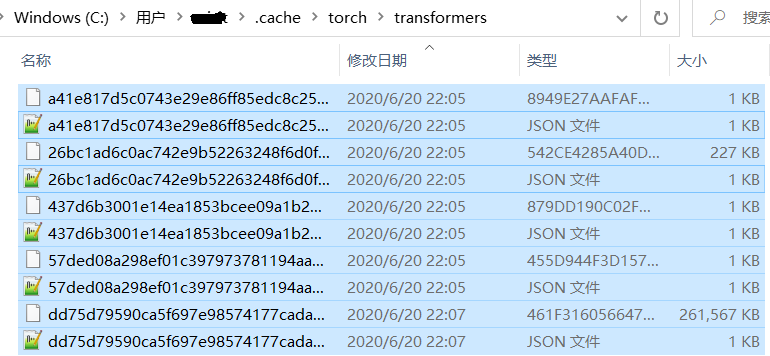 Windows (C:) 用户 .cache torch transformers 搜索
名称 修改日期 类型 大小
a41e817d5c0743e29e86ff85edc8c25... 2020/6/20 22:05 8949E27AAFAF... 1 KB
a41e817d5c0743e29e86ff85edc8c25... 2020/6/20 22:05 JSON 文件 1 KB
26bc1ad6c0ac742e9b52263248f6d0f... 2020/6/20 22:05 542CE4285A40D... 227 KB
26bc1ad6c0ac742e9b52263248f6d0f... 2020/6/20 22:05 JSON 文件 1 KB
437d6b3001e14ea1853bcee09a1b2... 2020/6/20 22:05 879DD190C02F... 1 KB
437d6b3001e14ea1853bcee09a1b2... 2020/6/20 22:05 JSON 文件 1 KB
57ded08a298ef01c397973781194aa... 2020/6/20 22:05 455D944F3D157... 1 KB
57ded08a298ef01c397973781194aa... 2020/6/20 22:05 JSON 文件 1 KB
dd75d79590ca5f697e98574177cada... 2020/6/20 22:07 461F316056647... 261,567 KB
dd75d79590ca5f697e98574177cada... 2020/6/20 22:07 JSON 文件 1 KB